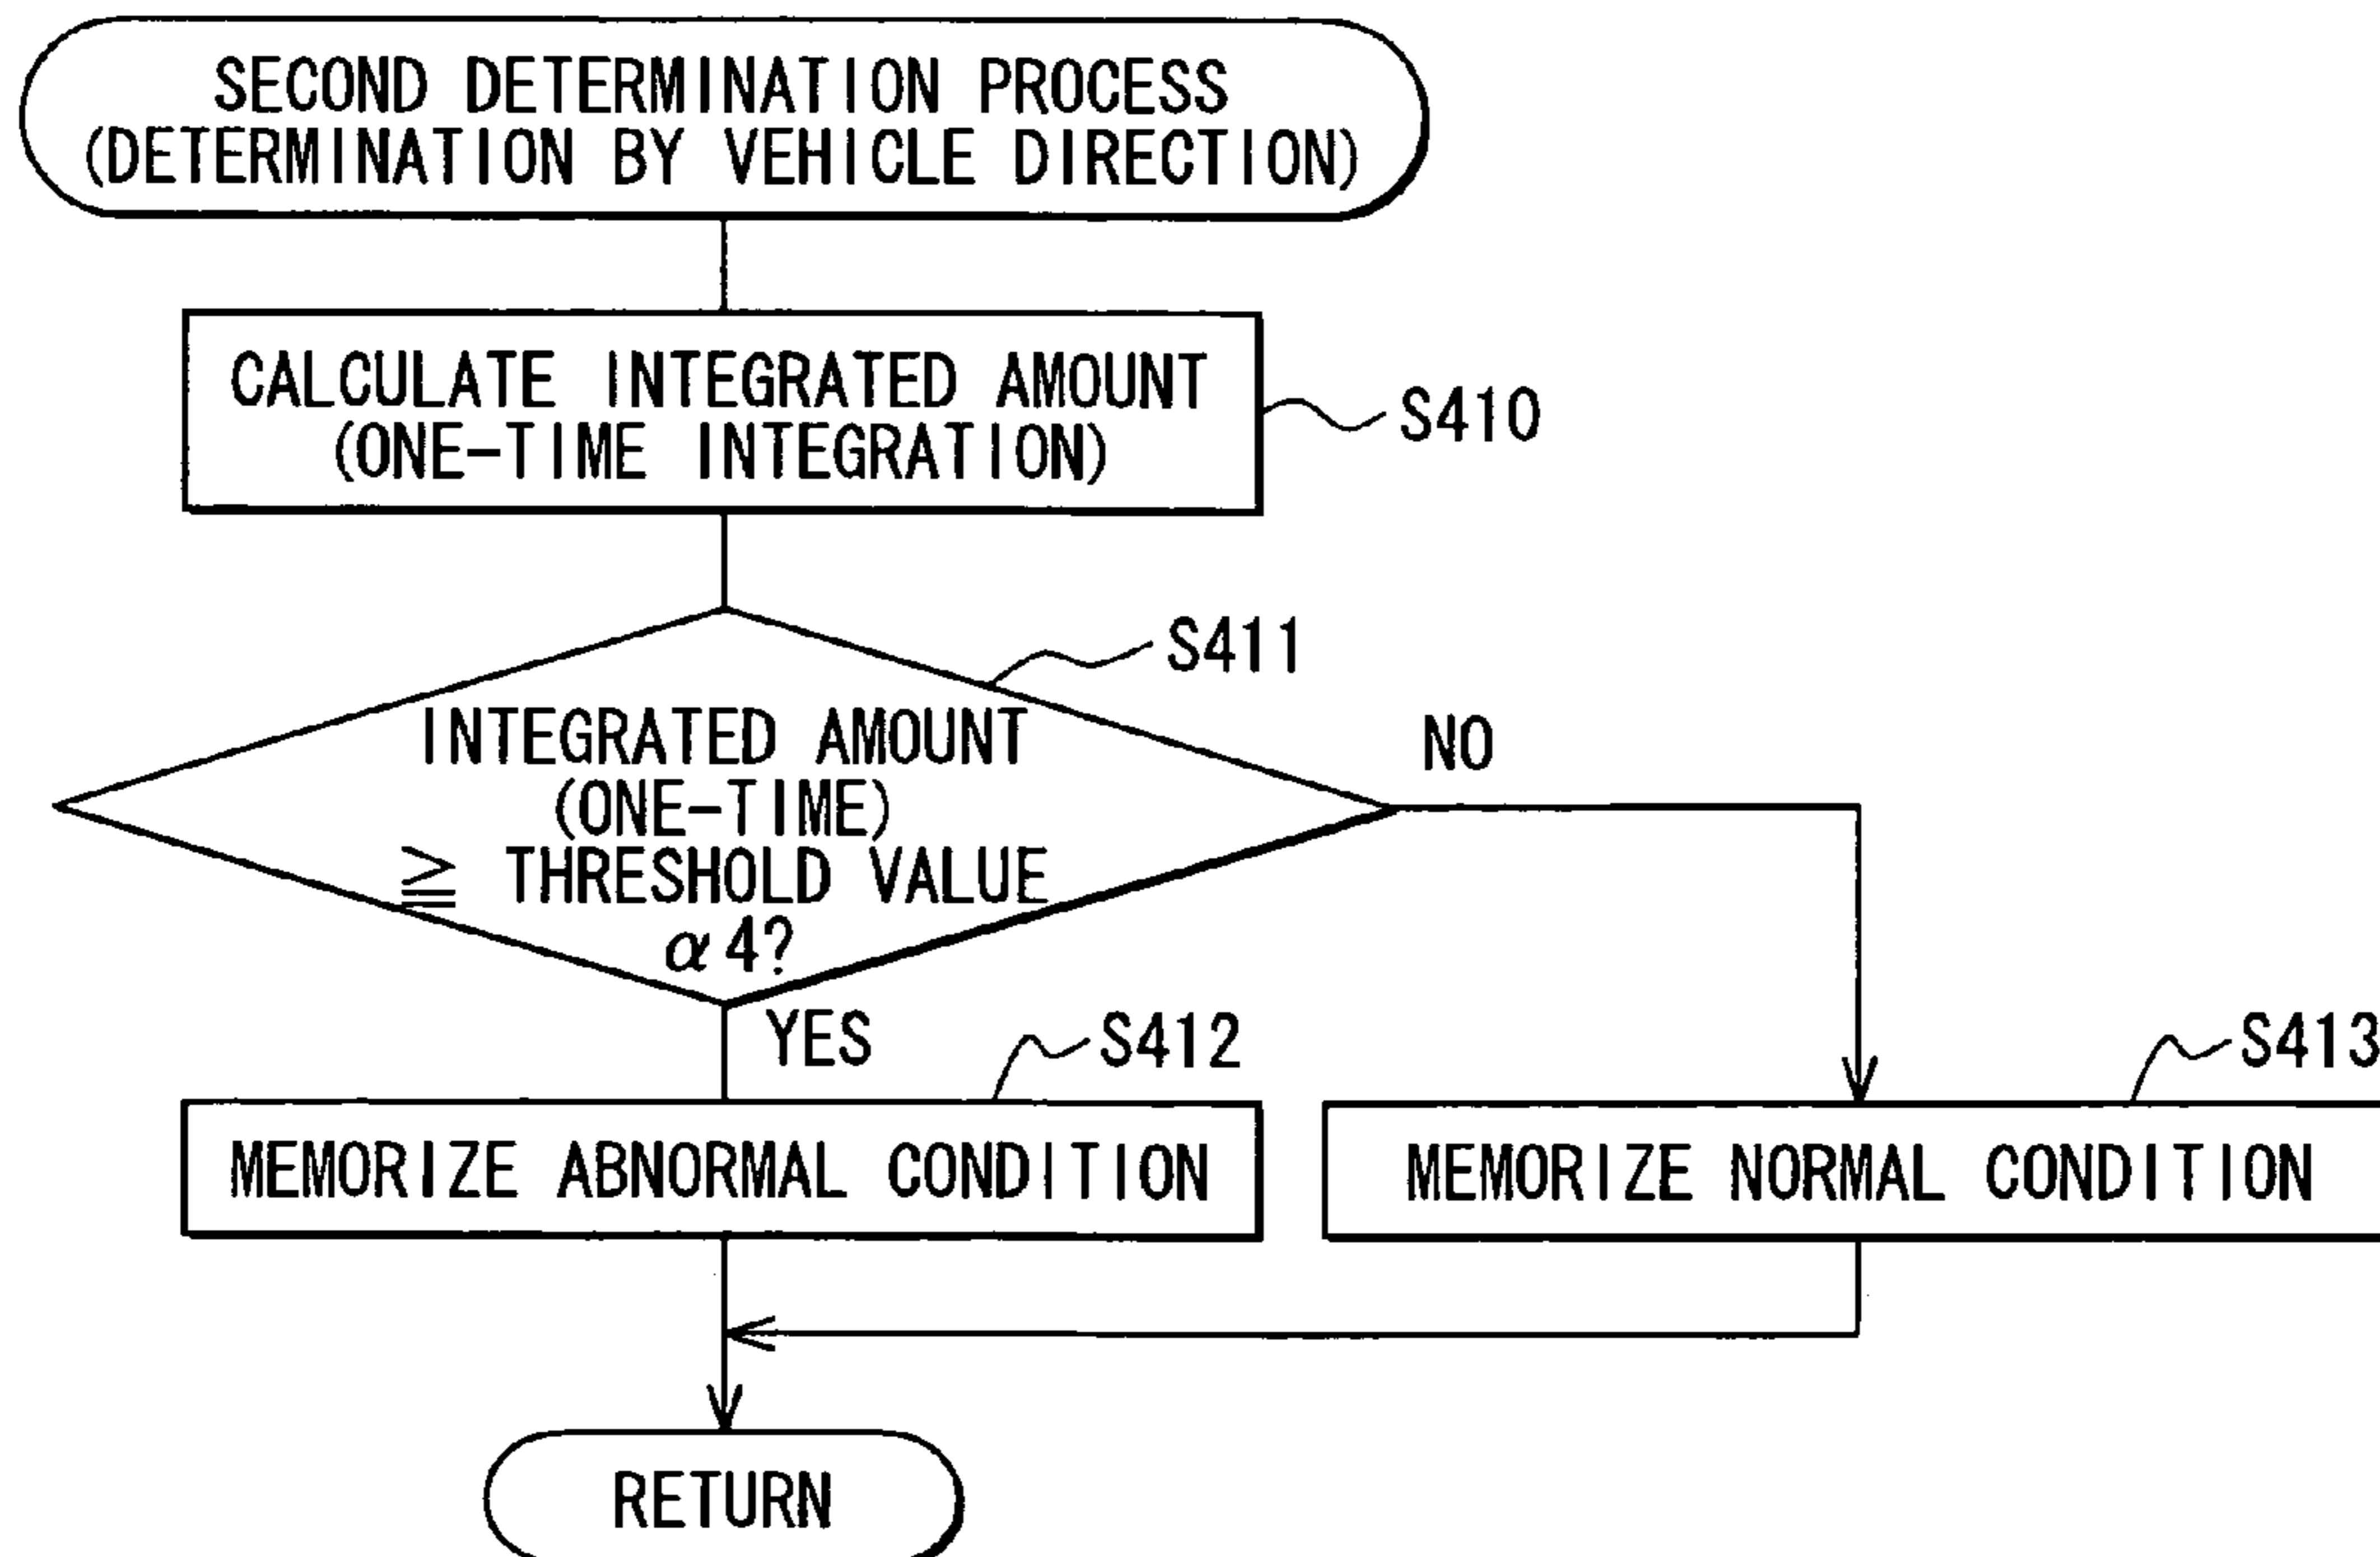 SECOND DETERMINATION PROCESS
(DETERMINATION BY VEHICLE DIRECTION)
CALCULATE INTEGRATED AMOUNT
(ONE-TIME INTEGRATION)
S410
S411
INTEGRATED AMOUNT
(ONE-TIME)
≧ THRESHOLD VALUE
α4?
NO
YES
S412
S413
MEMORIZE ABNORMAL CONDITION
MEMORIZE NORMAL CONDITION
RETURN